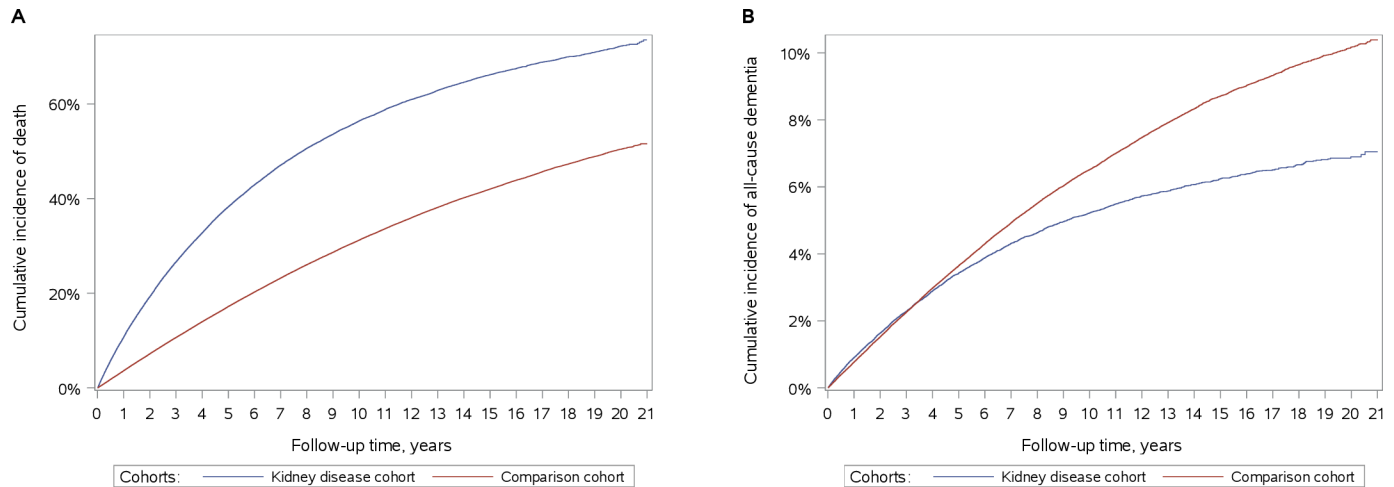 A
Cumulative incidence of death
60%
40%
20%
0%
0 1 2 3 4 5 6 7 8 9 10 11 12 13 14 15 16 17 18 19 20 21
Follow-up time, years
Cohorts: Kidney disease cohort Comparison cohort
B
Cumulative incidence of all-cause dementia
10%
8%
6%
4%
2%
0%
0 1 2 3 4 5 6 7 8 9 10 11 12 13 14 15 16 17 18 19 20 21
Follow-up time, years
Cohorts: Kidney disease cohort Comparison cohort